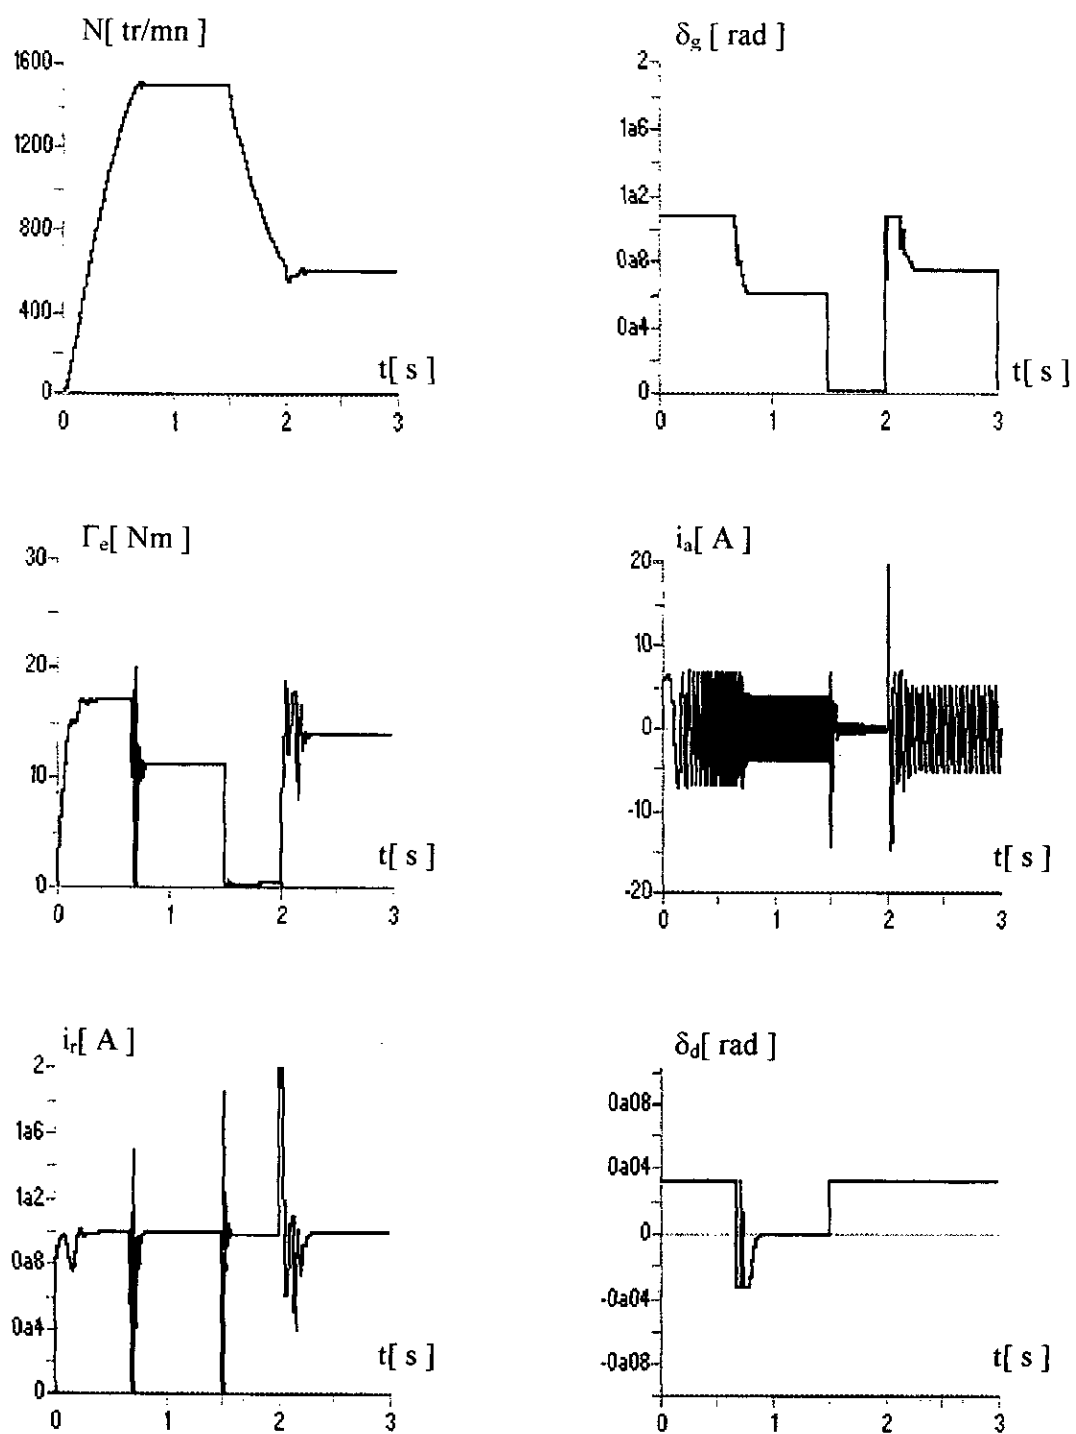 N[ tr/mn ]
1600
1200
800
400
0
t[ s ]
0 1 2 3
δg [ rad ]
2
1a6
1a2
0a8
0a4
0
t[ s ]
0 1 2 3
Γe[ Nm ]
30
20
10
0
t[ s ]
0 1 2 3
ia[ A ]
20
10
0
-10
-20
t[ s ]
0 1 2 3
ir[ A ]
2
1a6
1a2
0a8
0a4
0
t[ s ]
0 1 2 3
δd[ rad ]
0a08
0a04
0
-0a04
-0a08
t[ s ]
0 1 2 3